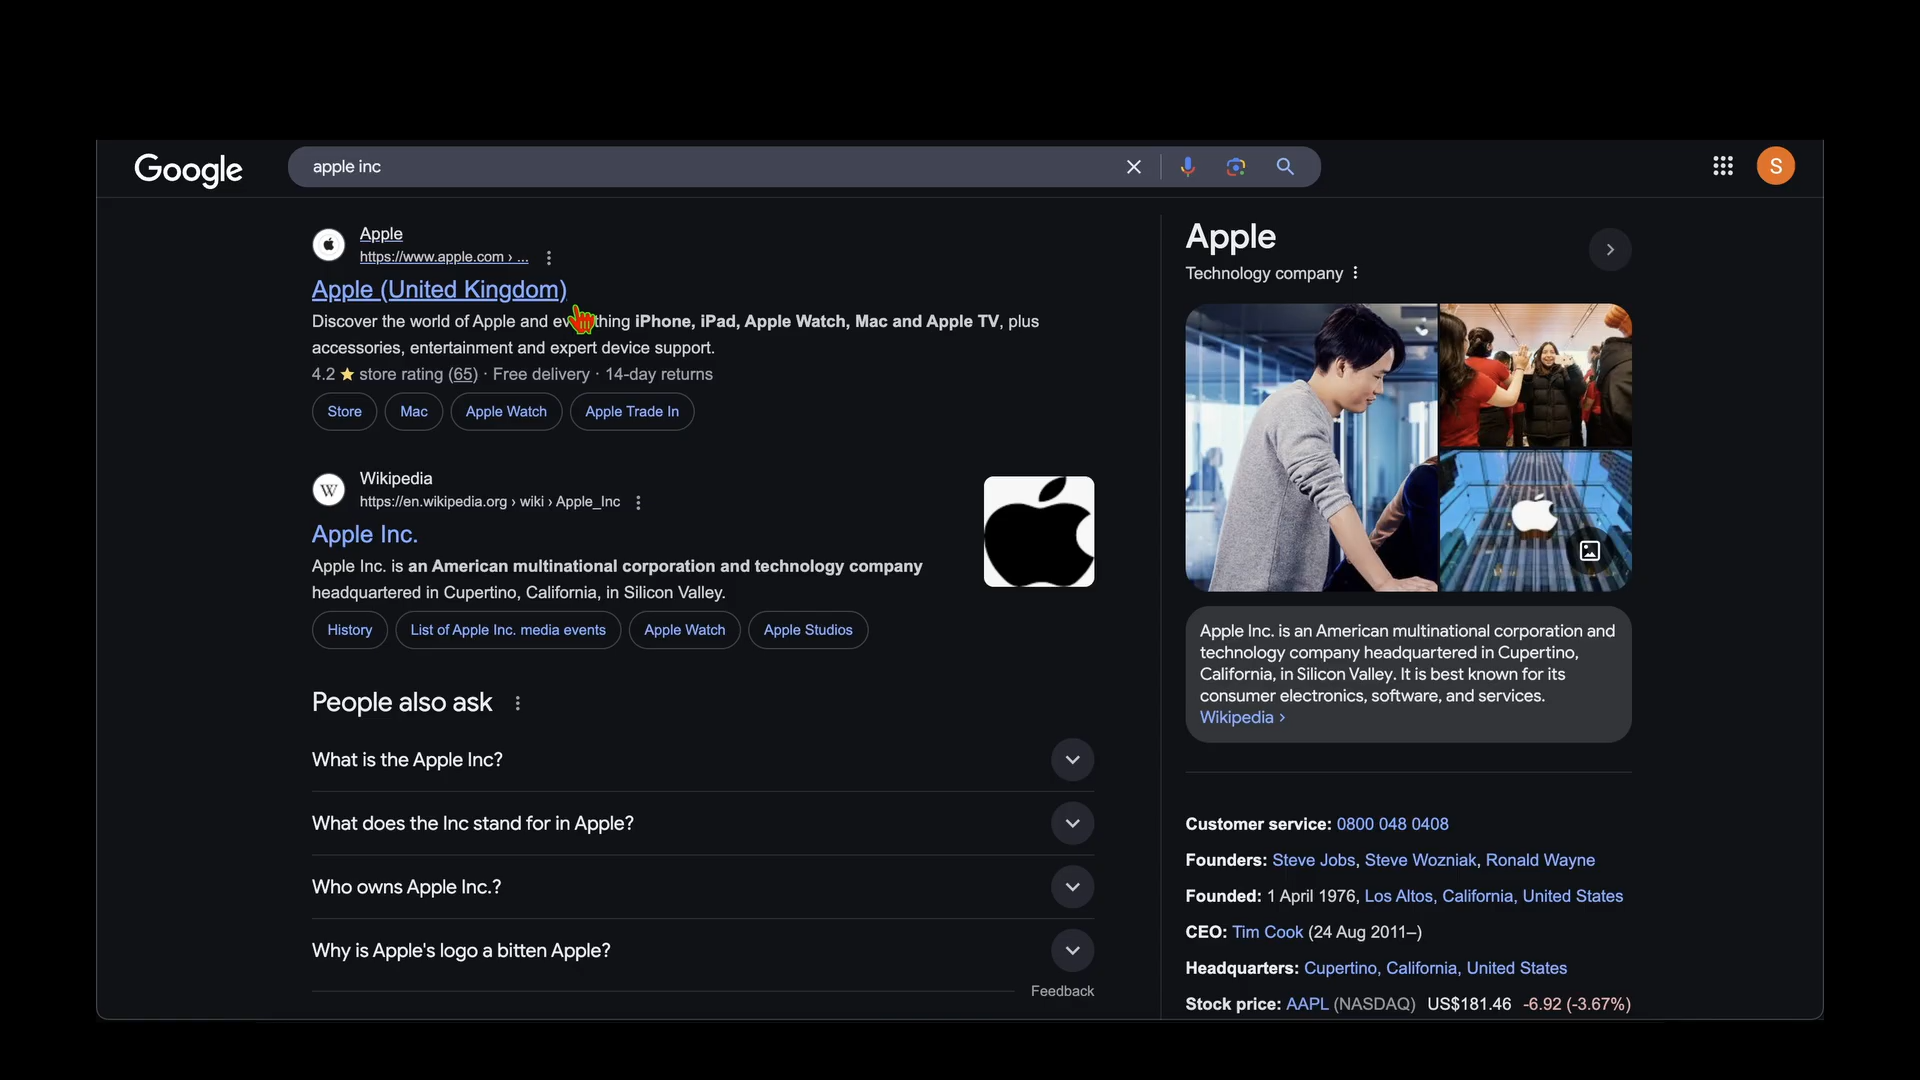 Google
apple inc
S
Apple
https://www.apple.com › ...
Apple (United Kingdom)
Discover the world of Apple and thing iPhone, iPad, Apple Watch, Mac and Apple TV, plus
accessories, entertainment and expert device support.
4.2 store rating (65) · Free delivery · 14-day returns
Store
Mac
Apple Watch
Apple Trade In
W
Wikipedia
https://en.wikipedia.org › wiki › Apple_Inc
Apple Inc.
Apple Inc. is an American multinational corporation and technology company
headquartered in Cupertino, California, in Silicon Valley.
History
List of Apple Inc. media events
Apple Watch
Apple Studios
People also ask
What is the Apple Inc?
What does the Inc stand for in Apple?
Who owns Apple Inc.?
Why is Apple's logo a bitten Apple?
Feedback
Apple
Technology company
Apple Inc. is an American multinational corporation and
technology company headquartered in Cupertino,
California, in Silicon Valley. It is best known for its
consumer electronics, software, and services.
Wikipedia ›
Customer service: 0800 048 0408
Founders: Steve Jobs, Steve Wozniak, Ronald Wayne
Founded: 1 April 1976, Los Altos, California, United States
CEO: Tim Cook (24 Aug 2011–)
Headquarters: Cupertino, California, United States
Stock price: AAPL (NASDAQ) US$181.46 -6.92 (-3.67%)